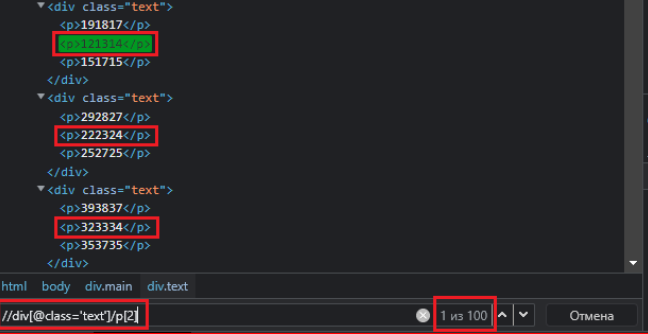 <div class="text">
<p>191817</p>
<p>121314</p>
<p>151715</p>
</div>
<div class="text">
<p>292827</p>
<p>222324</p>
<p>252725</p>
</div>
<div class="text">
<p>393837</p>
<p>323334</p>
<p>353735</p>
</div>
html body div.main div.text
//div[@class='text']/p[2] 1 из 100 Отмена